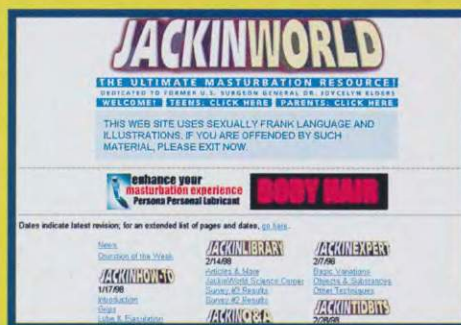 JACKINWORLD
THE ULTIMATE MASTURBATION RESOURCE!
DEDICATED TO FORMER U.S. SURGEON GENERAL DR. JOYCELYN ELDERS
WELCOME! TEENS: CLICK HERE PARENTS: CLICK HERE
THIS WEB SITE USES SEXUALLY-FRANK LANGUAGE AND
ILLUSTRATIONS. IF YOU ARE OFFENDED BY SUCH
MATERIAL, PLEASE EXIT NOW.
enhance your
masturbation experience
Persona Personal Lubricant
BODY HAIR
Dates indicate latest revision; for an extended list of pages and dates, go here.
News
Question of the Week
JACKINHOW-TO
1/17/98
Introduction
Grips
Lube & Ejaculation
JACKINLIBRARY
2/14/98
Articles & More
JackinWorld Science Corner
Survey #3 Results
Survey #2 Results
JACKINQ&A
JACKINEXPERT
2/7/98
Basic Variations
Objects & Substances
Other Techniques
JACKINTIDBITS
2/28/98